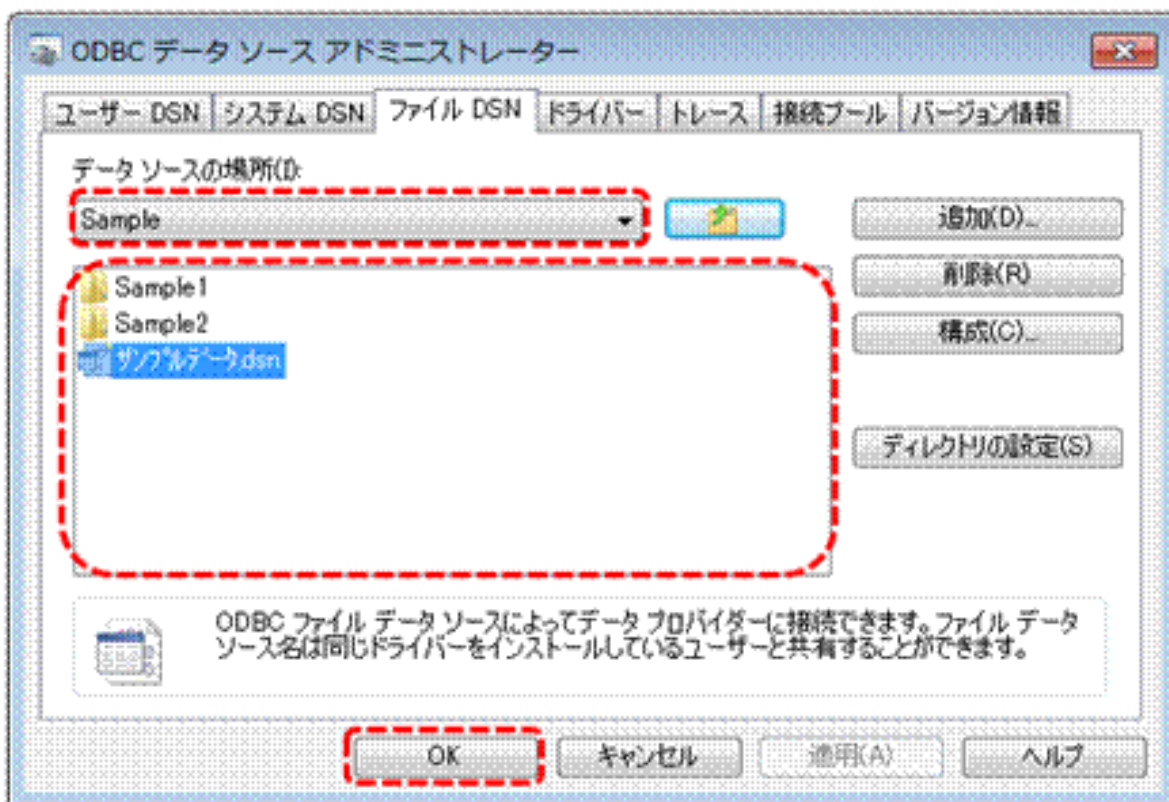 ODBC データ ソース アドミニストレーター
ユーザー DSN システム DSN ファイル DSN ドライバー トレース 接続プール バージョン情報
データ ソースの場所(I):
Sample
追加(D)...
Sample1
削除(R)
Sample2
構成(C)...
サンプルデータ.dsn
ディレクトリの設定(S)
ODBC ファイル データ ソースによってデータ プロバイダーに接続できます。ファイル データ
ソース名は同じドライバーをインストールしているユーザーと共有することができます。
OK キャンセル 適用(A) ヘルプ